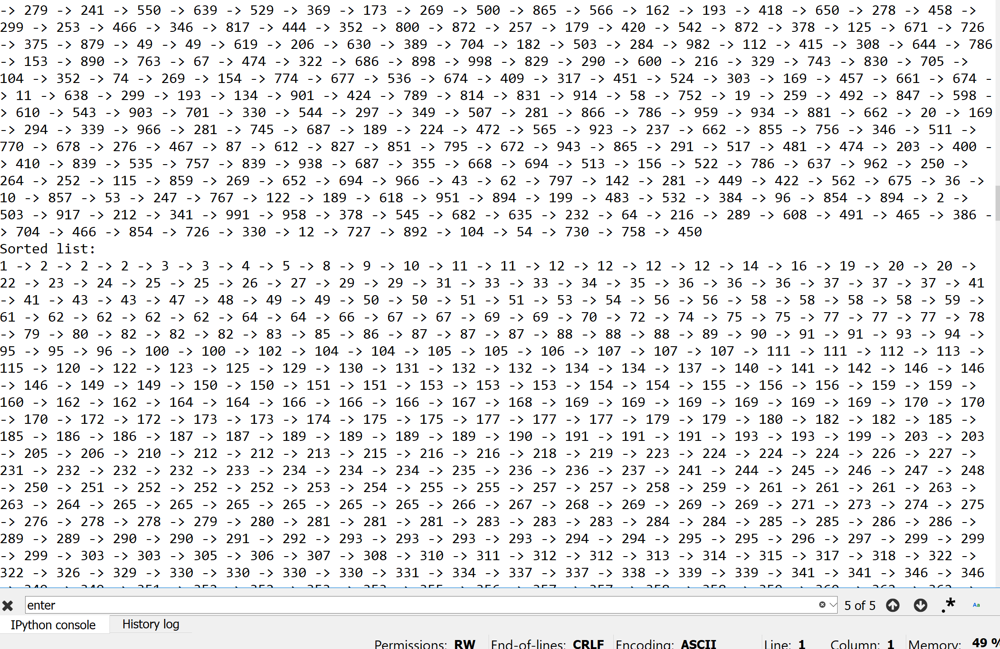 -> 279 -> 241 -> 550 -> 639 -> 529 -> 369 -> 173 -> 269 -> 500 -> 865 -> 566 -> 162 -> 193 -> 418 -> 650 -> 278 -> 458 ->
299 -> 253 -> 466 -> 346 -> 817 -> 444 -> 352 -> 800 -> 872 -> 257 -> 179 -> 420 -> 542 -> 872 -> 378 -> 125 -> 671 -> 726
-> 375 -> 879 -> 49 -> 49 -> 619 -> 206 -> 630 -> 389 -> 704 -> 182 -> 503 -> 284 -> 982 -> 112 -> 415 -> 308 -> 644 -> 786
-> 153 -> 890 -> 763 -> 67 -> 474 -> 322 -> 686 -> 898 -> 998 -> 829 -> 290 -> 600 -> 216 -> 329 -> 743 -> 830 -> 705 ->
104 -> 352 -> 74 -> 269 -> 154 -> 774 -> 677 -> 536 -> 674 -> 409 -> 317 -> 451 -> 524 -> 303 -> 169 -> 457 -> 661 -> 674 -
> 11 -> 638 -> 299 -> 193 -> 134 -> 901 -> 424 -> 789 -> 814 -> 831 -> 914 -> 58 -> 752 -> 19 -> 259 -> 492 -> 847 -> 598 -
> 610 -> 543 -> 903 -> 701 -> 330 -> 544 -> 297 -> 349 -> 507 -> 281 -> 866 -> 786 -> 959 -> 934 -> 881 -> 662 -> 20 -> 169
-> 294 -> 339 -> 966 -> 281 -> 745 -> 687 -> 189 -> 224 -> 472 -> 565 -> 923 -> 237 -> 662 -> 855 -> 756 -> 346 -> 511 ->
770 -> 678 -> 276 -> 467 -> 87 -> 612 -> 827 -> 851 -> 795 -> 672 -> 943 -> 865 -> 291 -> 517 -> 481 -> 474 -> 203 -> 400 -
> 410 -> 839 -> 535 -> 757 -> 839 -> 938 -> 687 -> 355 -> 668 -> 694 -> 513 -> 156 -> 522 -> 786 -> 637 -> 962 -> 250 ->
264 -> 252 -> 115 -> 859 -> 269 -> 652 -> 694 -> 966 -> 43 -> 62 -> 797 -> 142 -> 281 -> 449 -> 422 -> 562 -> 675 -> 36 ->
10 -> 857 -> 53 -> 247 -> 767 -> 122 -> 189 -> 618 -> 951 -> 894 -> 199 -> 483 -> 532 -> 384 -> 96 -> 854 -> 894 -> 2 ->
503 -> 917 -> 212 -> 341 -> 991 -> 958 -> 378 -> 545 -> 682 -> 635 -> 232 -> 64 -> 216 -> 289 -> 608 -> 491 -> 465 -> 386 -
> 704 -> 466 -> 854 -> 726 -> 330 -> 12 -> 727 -> 892 -> 104 -> 54 -> 730 -> 758 -> 450
Sorted list:
1 -> 2 -> 2 -> 2 -> 3 -> 3 -> 4 -> 5 -> 8 -> 9 -> 10 -> 11 -> 11 -> 12 -> 12 -> 12 -> 12 -> 14 -> 16 -> 19 -> 20 -> 20 ->
22 -> 23 -> 24 -> 25 -> 25 -> 26 -> 27 -> 29 -> 29 -> 31 -> 33 -> 33 -> 34 -> 35 -> 36 -> 36 -> 36 -> 37 -> 37 -> 37 -> 41
-> 41 -> 43 -> 43 -> 47 -> 48 -> 49 -> 49 -> 50 -> 50 -> 51 -> 51 -> 53 -> 54 -> 56 -> 56 -> 58 -> 58 -> 58 -> 58 -> 59 ->
61 -> 62 -> 62 -> 62 -> 62 -> 64 -> 64 -> 66 -> 67 -> 67 -> 69 -> 69 -> 70 -> 72 -> 74 -> 75 -> 75 -> 77 -> 77 -> 77 -> 78
-> 79 -> 80 -> 82 -> 82 -> 82 -> 83 -> 85 -> 86 -> 87 -> 87 -> 87 -> 88 -> 88 -> 88 -> 89 -> 90 -> 91 -> 91 -> 93 -> 94 ->
95 -> 95 -> 96 -> 100 -> 100 -> 102 -> 104 -> 104 -> 105 -> 105 -> 106 -> 107 -> 107 -> 107 -> 111 -> 111 -> 112 -> 113 ->
115 -> 120 -> 122 -> 123 -> 125 -> 129 -> 130 -> 131 -> 132 -> 132 -> 134 -> 134 -> 137 -> 140 -> 141 -> 142 -> 146 -> 146
-> 146 -> 149 -> 149 -> 150 -> 150 -> 151 -> 151 -> 153 -> 153 -> 153 -> 154 -> 154 -> 155 -> 156 -> 156 -> 159 -> 159 ->
160 -> 162 -> 162 -> 164 -> 164 -> 166 -> 166 -> 166 -> 167 -> 168 -> 169 -> 169 -> 169 -> 169 -> 169 -> 169 -> 170 -> 170
-> 170 -> 172 -> 172 -> 173 -> 173 -> 174 -> 175 -> 175 -> 177 -> 177 -> 177 -> 179 -> 179 -> 180 -> 182 -> 182 -> 185 ->
185 -> 186 -> 186 -> 187 -> 187 -> 189 -> 189 -> 189 -> 189 -> 190 -> 191 -> 191 -> 191 -> 193 -> 193 -> 199 -> 203 -> 203
-> 205 -> 206 -> 210 -> 212 -> 212 -> 213 -> 215 -> 216 -> 216 -> 218 -> 219 -> 223 -> 224 -> 224 -> 224 -> 226 -> 227 ->
231 -> 232 -> 232 -> 232 -> 233 -> 234 -> 234 -> 234 -> 235 -> 236 -> 236 -> 237 -> 241 -> 244 -> 245 -> 246 -> 247 -> 248
-> 250 -> 251 -> 252 -> 252 -> 252 -> 253 -> 254 -> 255 -> 255 -> 257 -> 257 -> 258 -> 259 -> 261 -> 261 -> 261 -> 263 ->
263 -> 264 -> 265 -> 265 -> 265 -> 265 -> 265 -> 265 -> 266 -> 267 -> 268 -> 269 -> 269 -> 269 -> 271 -> 273 -> 274 -> 275
-> 276 -> 278 -> 278 -> 279 -> 280 -> 281 -> 281 -> 281 -> 283 -> 283 -> 283 -> 284 -> 284 -> 285 -> 285 -> 286 -> 286 ->
289 -> 289 -> 290 -> 290 -> 291 -> 292 -> 293 -> 293 -> 293 -> 293 -> 294 -> 294 -> 295 -> 295 -> 296 -> 297 -> 299 -> 299
-> 299 -> 303 -> 303 -> 305 -> 306 -> 307 -> 308 -> 310 -> 311 -> 312 -> 312 -> 313 -> 314 -> 315 -> 317 -> 318 -> 322 ->
322 -> 326 -> 329 -> 330 -> 330 -> 330 -> 330 -> 331 -> 334 -> 337 -> 337 -> 338 -> 339 -> 339 -> 341 -> 341 -> 346 -> 346
enter 5 of 5 .* Aa
IPython console History log
Permissions: RW End-of-lines: CRLF Encoding: ASCII Line: 1 Column: 1 Memory: 49 %